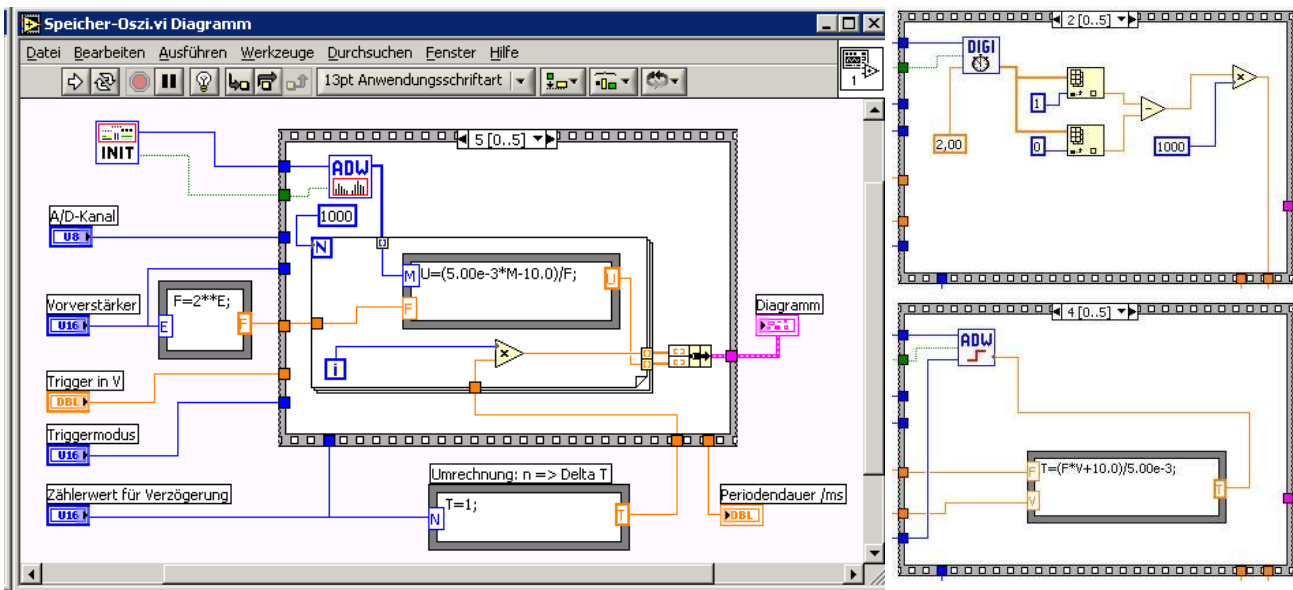 Speicher-Oszi.vi Diagramm
Datei Bearbeiten Ausführen Werkzeuge Durchsuchen Fenster Hilfe
13pt Anwendungsschriftart
1
INIT
5 [0..5]
ADW
1000
A/D-Kanal
U8
N
M
U=(5.00e-3*M-10.0)/F;
U
F
Vorverstärker
U16
F=2**E;
E
F
i
x
Diagramm
Trigger in V
DBL
Triggermodus
U16
Zählerwert für Verzögerung
U16
Umrechnung: n => Delta T
T=1;
N
T
Periodendauer /ms
DBL
2 [0..5]
DIGI
1
2,00
0
-
x
1000
4 [0..5]
ADW
T=(F*V+10.0)/5.00e-3;
F
V
T